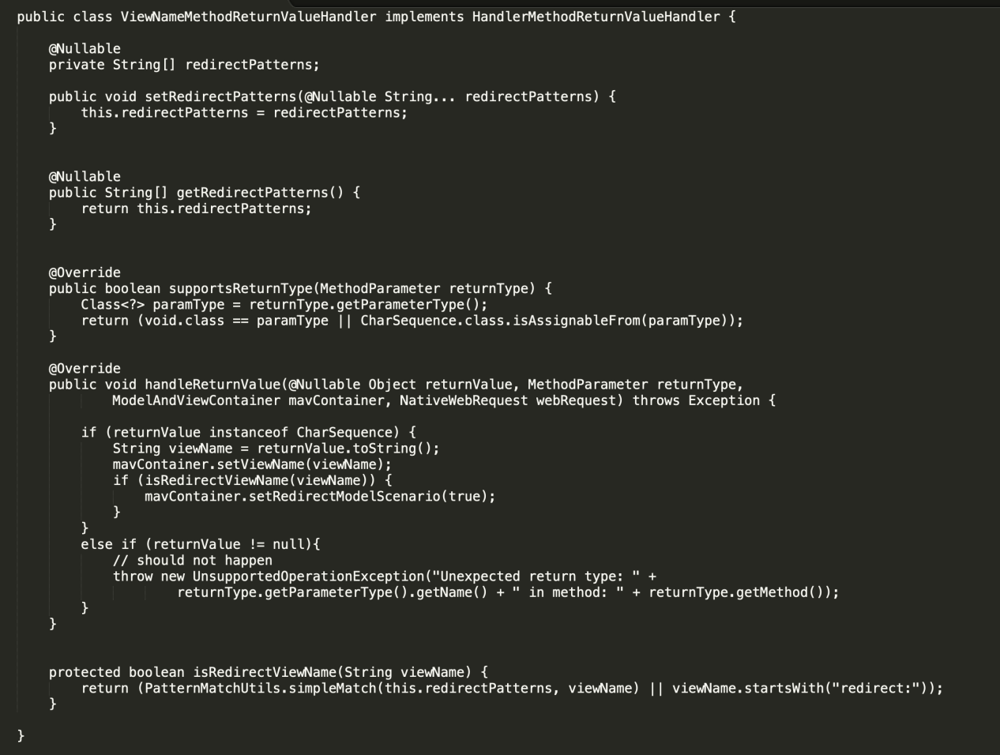 public class ViewNameMethodReturnValueHandler implements HandlerMethodReturnValueHandler {
@Nullable
private String[] redirectPatterns;
public void setRedirectPatterns(@Nullable String... redirectPatterns) {
this.redirectPatterns = redirectPatterns;
}
@Nullable
public String[] getRedirectPatterns() {
return this.redirectPatterns;
}
@Override
public boolean supportsReturnType(MethodParameter returnType) {
Class<?> paramType = returnType.getParameterType();
return (void.class == paramType || CharSequence.class.isAssignableFrom(paramType));
}
@Override
public void handleReturnValue(@Nullable Object returnValue, MethodParameter returnType,
ModelAndViewContainer mavContainer, NativeWebRequest webRequest) throws Exception {
if (returnValue instanceof CharSequence) {
String viewName = returnValue.toString();
mavContainer.setViewName(viewName);
if (isRedirectViewName(viewName)) {
mavContainer.setRedirectModelScenario(true);
}
}
else if (returnValue != null){
// should not happen
throw new UnsupportedOperationException("Unexpected return type: " +
returnType.getParameterType().getName() + " in method: " + returnType.getMethod());
}
}
protected boolean isRedirectViewName(String viewName) {
return (PatternMatchUtils.simpleMatch(this.redirectPatterns, viewName) || viewName.startsWith("redirect:"));
}
}